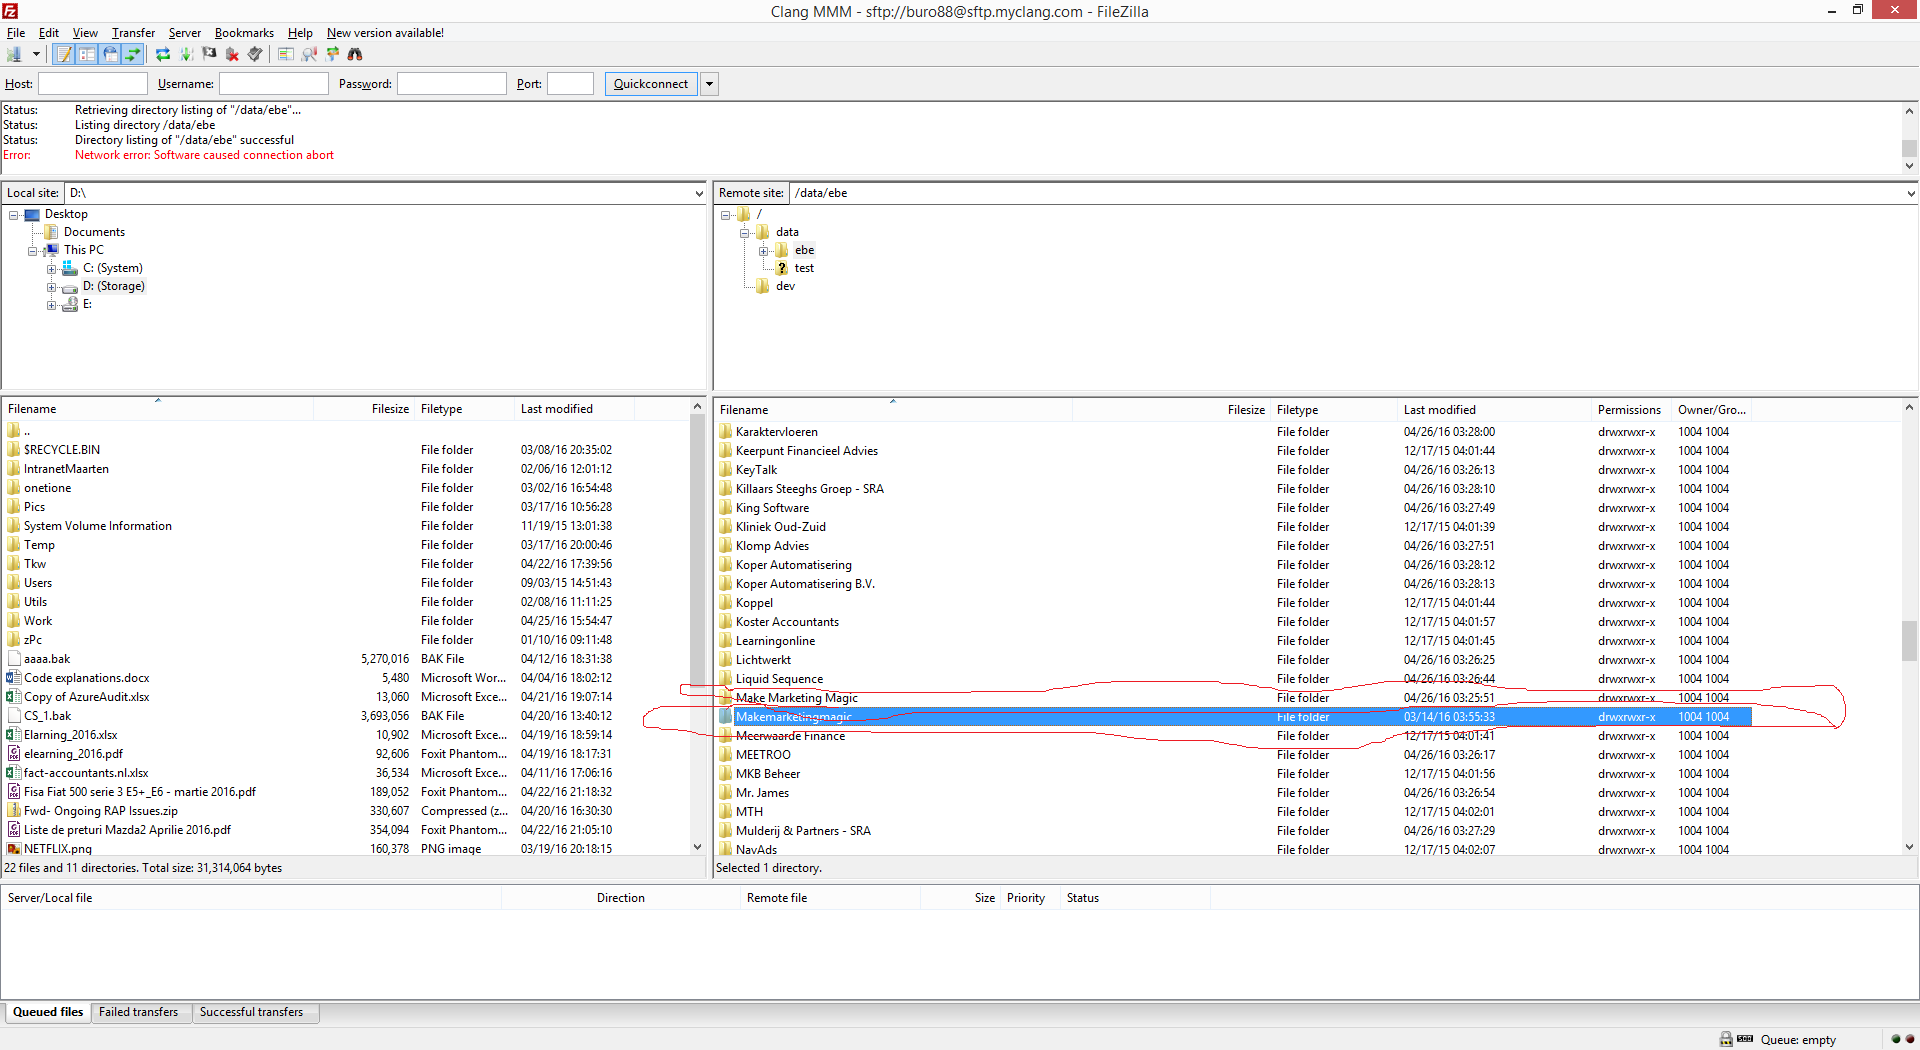 Clang MMM - sftp://buro88@sftp.myclang.com - FileZilla
File Edit View Transfer Server Bookmarks Help New version available!
Host: Username: Password: Port: Quickconnect
Status: Retrieving directory listing of "/data/ebe"...
Status: Listing directory /data/ebe
Status: Directory listing of "/data/ebe" successful
Error: Network error: Software caused connection abort
Local site: D:\
Desktop
Documents
This PC
C: (System)
D: (Storage)
E:
Remote site: /data/ebe
/
data
ebe
? test
dev
Filename Filesize Filetype Last modified
..
$RECYCLE.BIN File folder 03/08/16 20:35:02
IntranetMaarten File folder 02/06/16 12:01:12
onetione File folder 03/02/16 16:54:48
Pics File folder 03/17/16 10:56:28
System Volume Information File folder 11/19/15 13:01:38
Temp File folder 03/17/16 20:00:46
Tkw File folder 04/22/16 17:39:56
Users File folder 09/03/15 14:51:43
Utils File folder 02/08/16 11:11:25
Work File folder 04/25/16 15:54:47
zPc File folder 01/10/16 09:11:48
aaaa.bak 5,270,016 BAK File 04/12/16 18:31:38
Code explanations.docx 5,480 Microsoft Wor... 04/04/16 18:02:12
Copy of AzureAudit.xlsx 13,060 Microsoft Exce... 04/21/16 19:07:14
CS_1.bak 3,693,056 BAK File 04/20/16 13:40:12
Elarning_2016.xlsx 10,902 Microsoft Exce... 04/19/16 18:59:14
elearning_2016.pdf 92,606 Foxit Phantom... 04/19/16 18:17:31
fact-accountants.nl.xlsx 36,534 Microsoft Exce... 04/11/16 17:06:16
Fisa Fiat 500 serie 3 E5+_E6 - martie 2016.pdf 189,052 Foxit Phantom... 04/22/16 21:18:32
Fwd- Ongoing RAP Issues.zip 330,607 Compressed (z... 04/20/16 16:30:30
Liste de preturi Mazda2 Aprilie 2016.pdf 354,094 Foxit Phantom... 04/22/16 21:05:10
NETFLIX.png 160,378 PNG image 03/19/16 20:18:15
22 files and 11 directories. Total size: 31,314,064 bytes
Filename Filesize Filetype Last modified Permissions Owner/Gro...
Karaktervloeren File folder 04/26/16 03:28:00 drwxrwxr-x 1004 1004
Keerpunt Financieel Advies File folder 12/17/15 04:01:44 drwxrwxr-x 1004 1004
KeyTalk File folder 04/26/16 03:26:13 drwxrwxr-x 1004 1004
Killaars Steeghs Groep - SRA File folder 04/26/16 03:28:10 drwxrwxr-x 1004 1004
King Software File folder 04/26/16 03:27:49 drwxrwxr-x 1004 1004
Kliniek Oud-Zuid File folder 12/17/15 04:01:39 drwxrwxr-x 1004 1004
Klomp Advies File folder 04/26/16 03:27:51 drwxrwxr-x 1004 1004
Koper Automatisering File folder 04/26/16 03:28:12 drwxrwxr-x 1004 1004
Koper Automatisering B.V. File folder 04/26/16 03:28:13 drwxrwxr-x 1004 1004
Koppel File folder 12/17/15 04:01:44 drwxrwxr-x 1004 1004
Koster Accountants File folder 12/17/15 04:01:57 drwxrwxr-x 1004 1004
Learningonline File folder 12/17/15 04:01:45 drwxrwxr-x 1004 1004
Lichtwerkt File folder 04/26/16 03:26:25 drwxrwxr-x 1004 1004
Liquid Sequence File folder 04/26/16 03:26:44 drwxrwxr-x 1004 1004
Make Marketing Magic File folder 04/26/16 03:25:51 drwxrwxr-x 1004 1004
Makemarketingmagic File folder 03/14/16 03:55:33 drwxrwxr-x 1004 1004
Meerwaarde Finance File folder 12/17/15 04:01:41 drwxrwxr-x 1004 1004
MEETROO File folder 04/26/16 03:26:17 drwxrwxr-x 1004 1004
MKB Beheer File folder 12/17/15 04:01:56 drwxrwxr-x 1004 1004
Mr. James File folder 04/26/16 03:26:54 drwxrwxr-x 1004 1004
MTH File folder 12/17/15 04:02:01 drwxrwxr-x 1004 1004
Mulderij & Partners - SRA File folder 04/26/16 03:27:29 drwxrwxr-x 1004 1004
NavAds File folder 12/17/15 04:02:07 drwxrwxr-x 1004 1004
Selected 1 directory.
Server/Local file Direction Remote file Size Priority Status
Queued files Failed transfers Successful transfers
Queue: empty